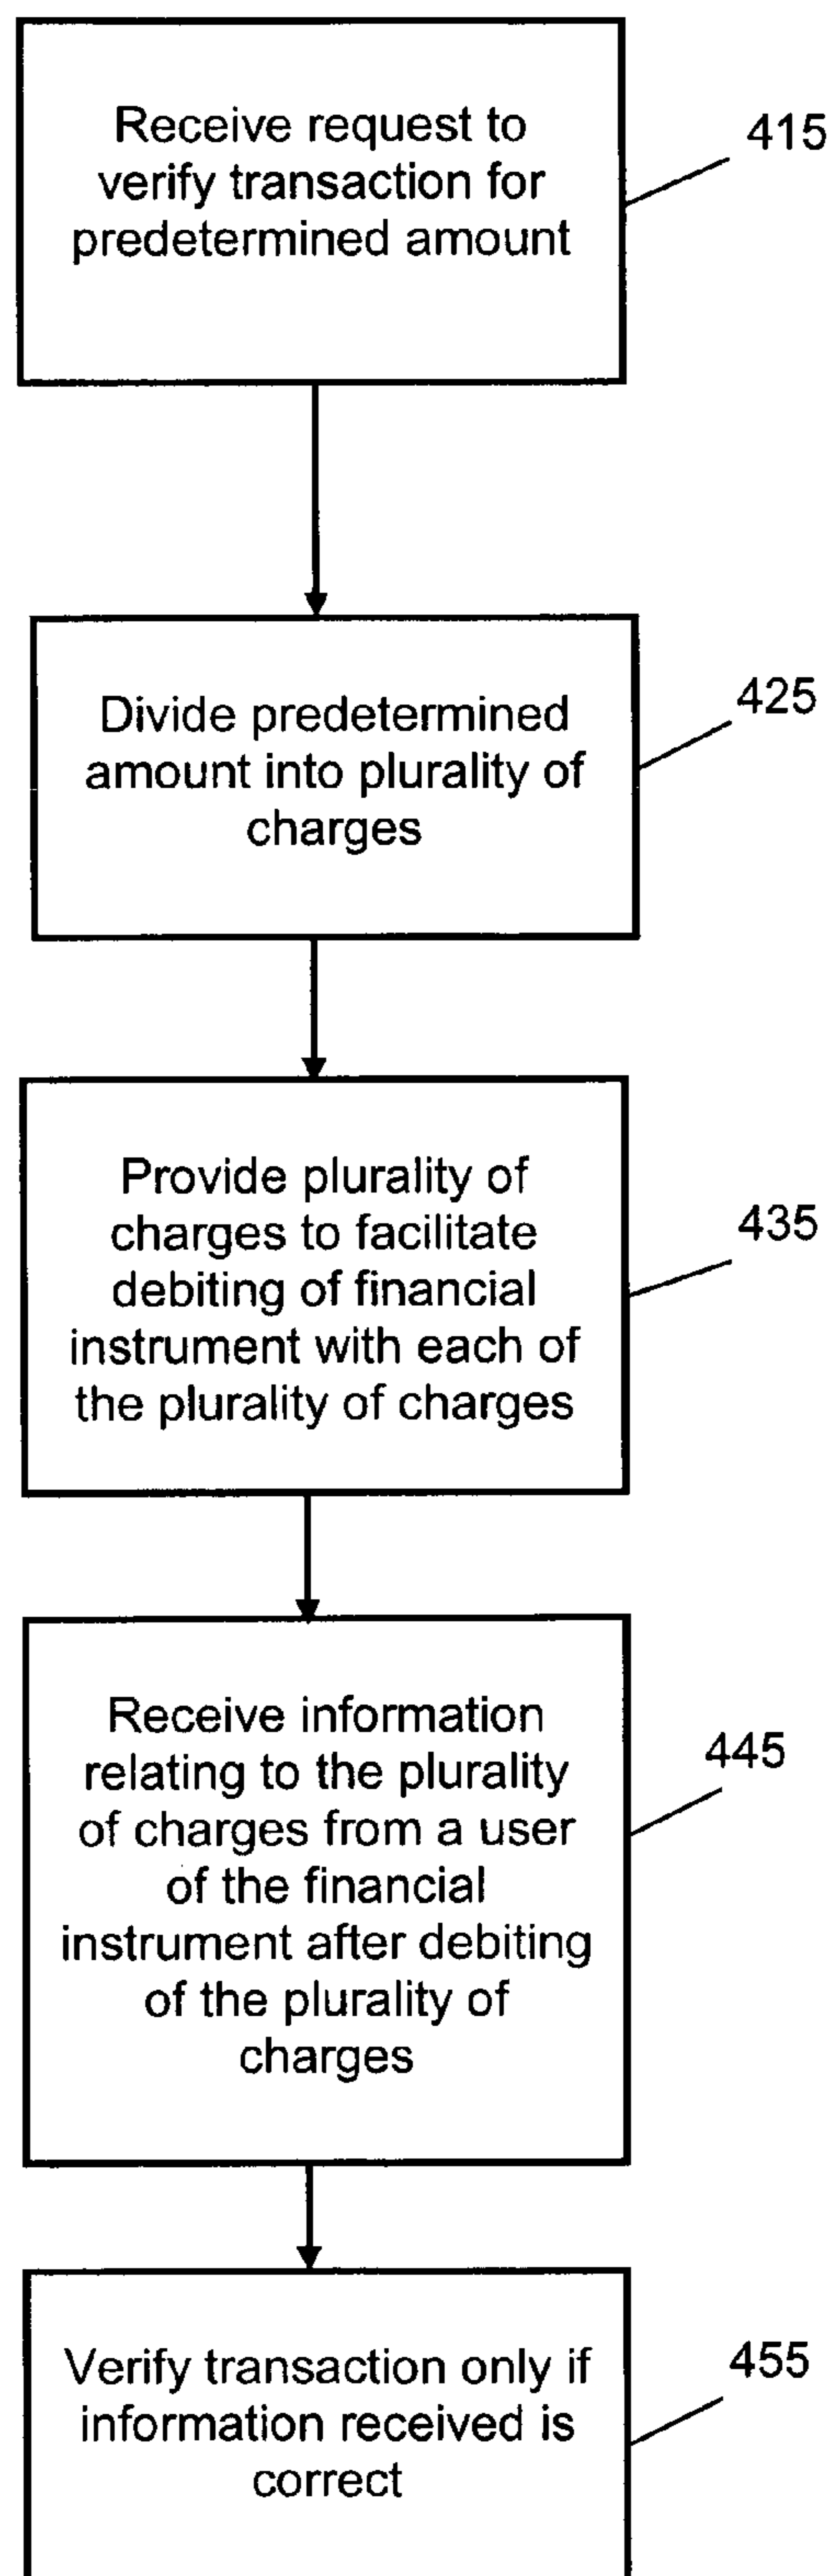 Receive request to
verify transaction for
predetermined amount
415
Divide predetermined
amount into plurality of
charges
425
Provide plurality of
charges to facilitate
debiting of financial
instrument with each of
the plurality of charges
435
Receive information
relating to the plurality
of charges from a user
of the financial
instrument after debiting
of the plurality of
charges
445
Verify transaction only if
information received is
correct
455